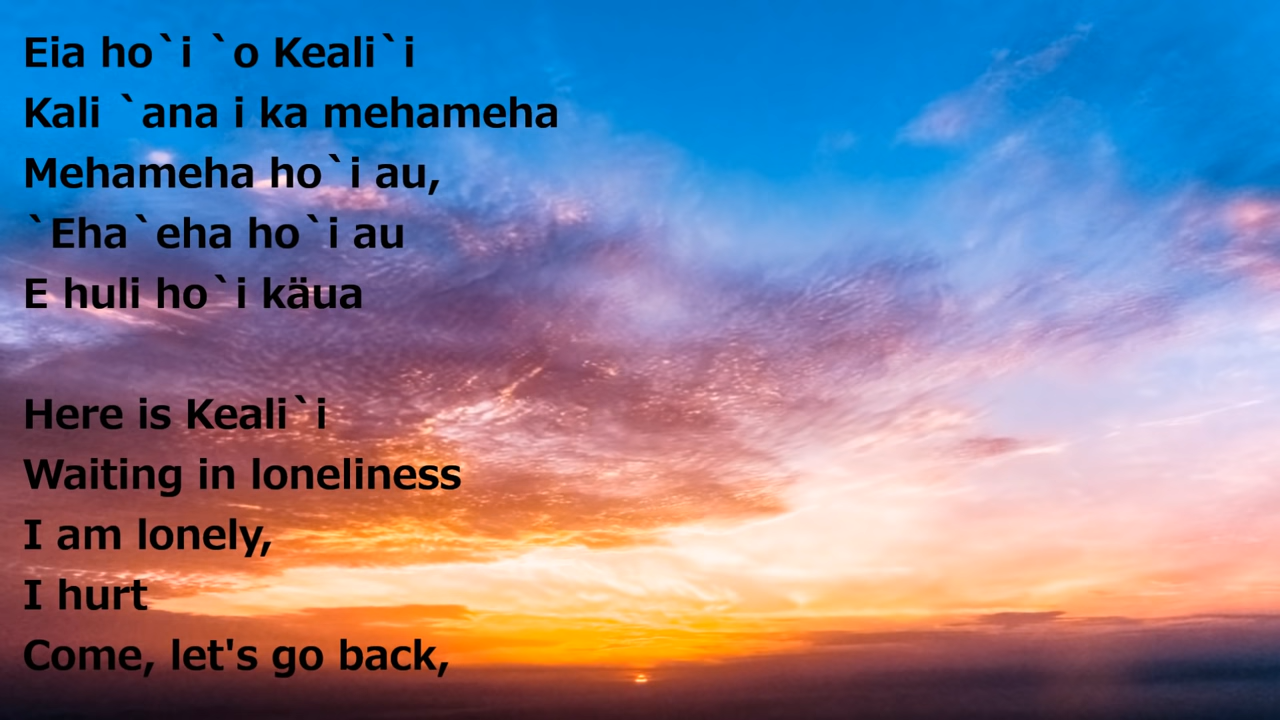 Eia ho`i `o Keali`i
Kali `ana i ka mehameha
Mehameha ho`i au,
`Eha`eha ho`i au
E huli ho`i käua
Here is Keali`i
Waiting in loneliness
I am lonely,
I hurt
Come, let's go back,